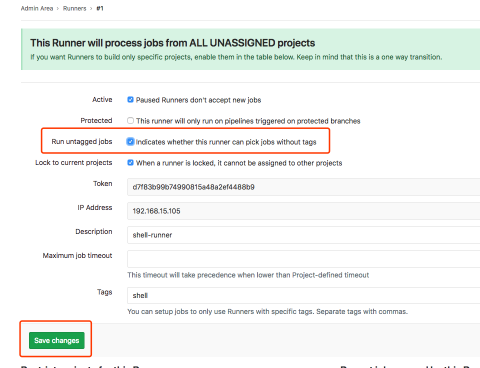 Admin Area > Runners > #1
This Runner will process jobs from ALL UNASSIGNED projects
If you want Runners to build only specific projects, enable them in the table below. Keep in mind that this is a one way transition.
Active Paused Runners don't accept new jobs
Protected This runner will only run on pipelines triggered on protected branches
Run untagged jobs Indicates whether this runner can pick jobs without tags
Lock to current projects When a runner is locked, it cannot be assigned to other projects
Token d7f83b99b74990815a48a2ef4488b9
IP Address 192.168.15.105
Description shell-runner
Maximum job timeout
This timeout will take precedence when lower than Project-defined timeout
Tags shell
You can setup jobs to only use Runners with specific tags. Separate tags with commas.
Save changes